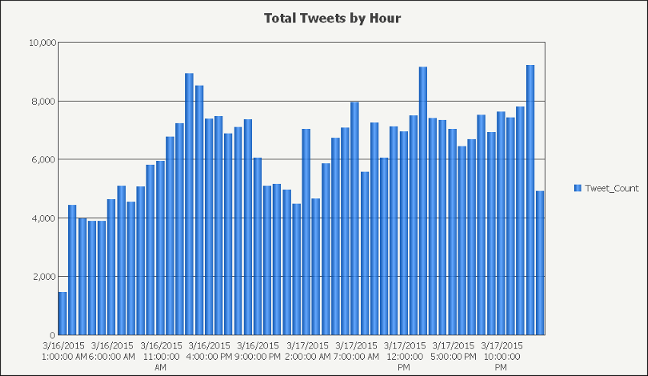 Total Tweets by Hour
10,000
8,000
6,000
4,000
2,000
0
Tweet_Count
3/16/2015 3/16/2015 3/16/2015 3/16/2015 3/16/2015 3/17/2015 3/17/2015 3/17/2015 3/17/2015 3/17/2015
1:00:00 AM 6:00:00 AM 11:00:00 4:00:00 PM 9:00:00 PM 2:00:00 AM 7:00:00 AM 12:00:00 5:00:00 PM 10:00:00
AM PM PM